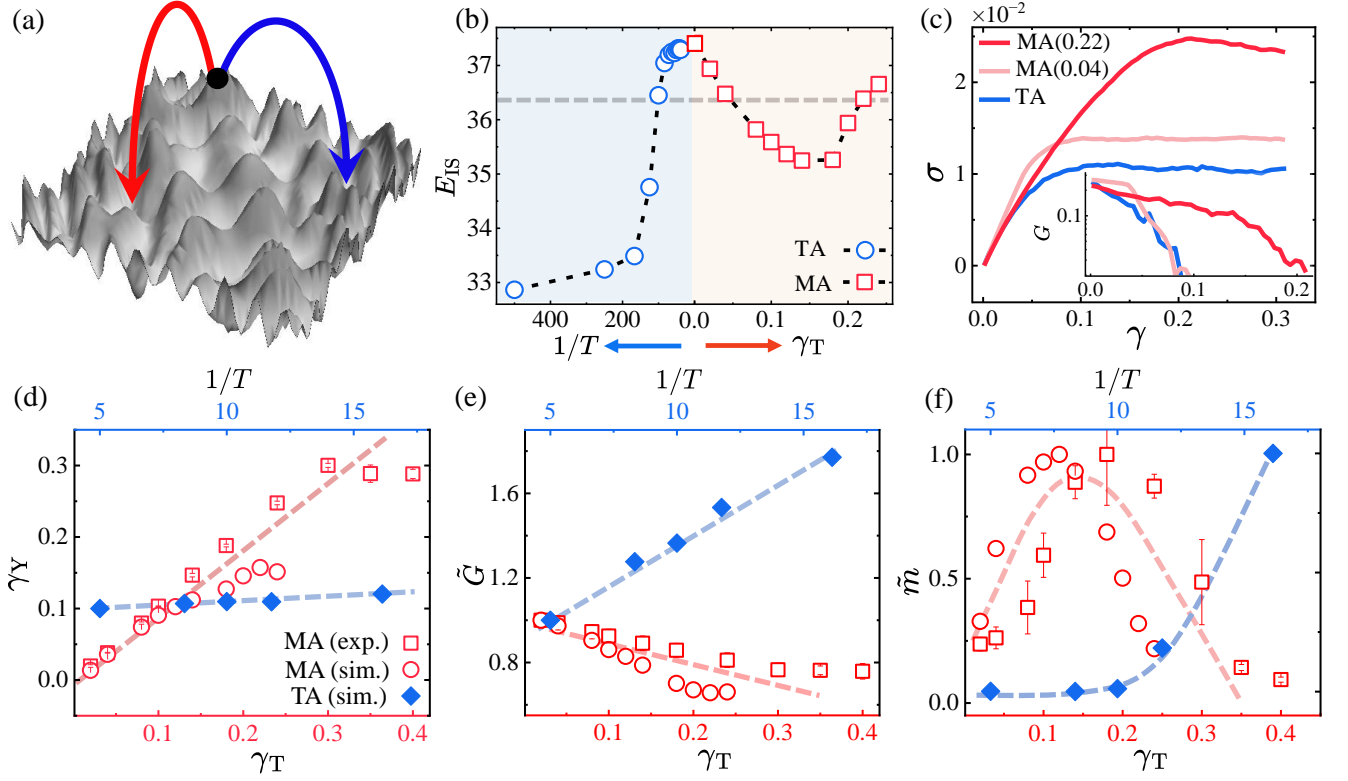 (a)
(b)
37
36
35
34
33
E_IS
TA
MA
400 200 0.0 0.1 0.2
1/T γ_T
(c)
×10⁻²
2
1
0
σ
MA(0.22)
MA(0.04)
TA
0.1
G
0.0 0.1 0.2
0.0 0.1 0.2 0.3
γ
(d)
1/T
5 10 15
0.3
0.2
0.1
0.0
γ_Y
MA (exp.)
MA (sim.)
TA (sim.)
0.1 0.2 0.3 0.4
γ_T
(e)
1/T
5 10 15
1.6
1.2
0.8
G̃
0.1 0.2 0.3 0.4
γ_T
(f)
1/T
5 10 15
1.0
0.5
0.0
m̃
0.1 0.2 0.3 0.4
γ_T